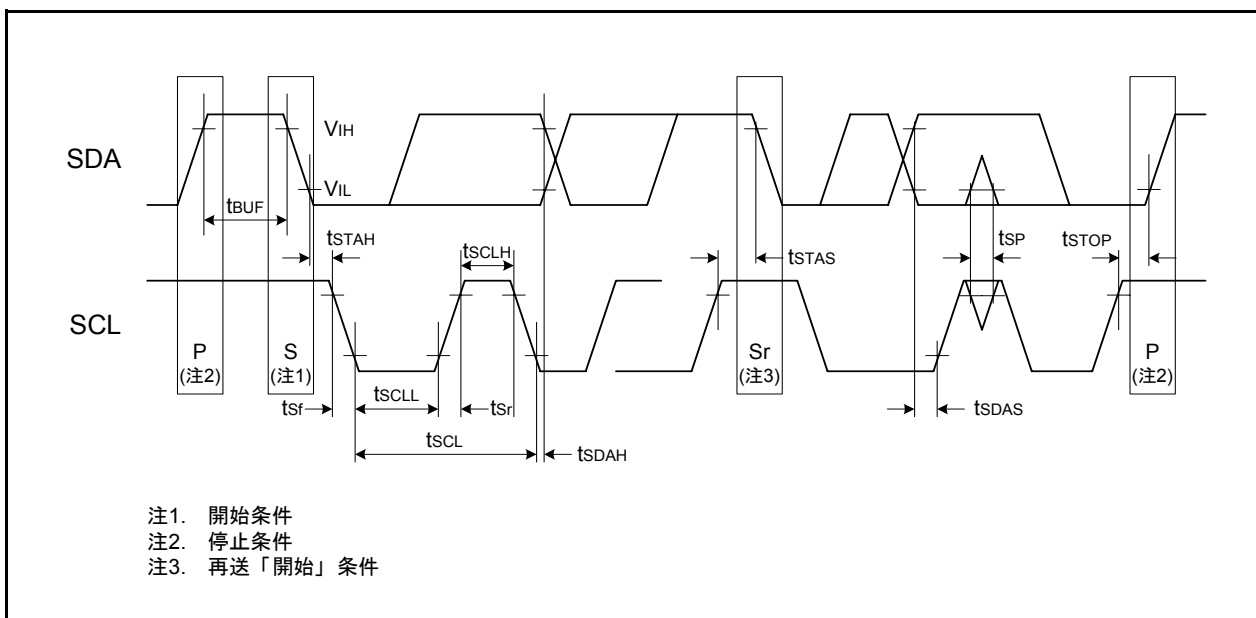 SDA
VIH
VIL
tBUF
tSTAH
tSCLH
tSTAS
tSP
tSTOP
SCL
P
(注2)
S
(注1)
Sr
(注3)
P
(注2)
tSf
tSCLL
tSr
tSDAS
tSCL
tSDAH
注1. 開始条件
注2. 停止条件
注3. 再送「開始」条件